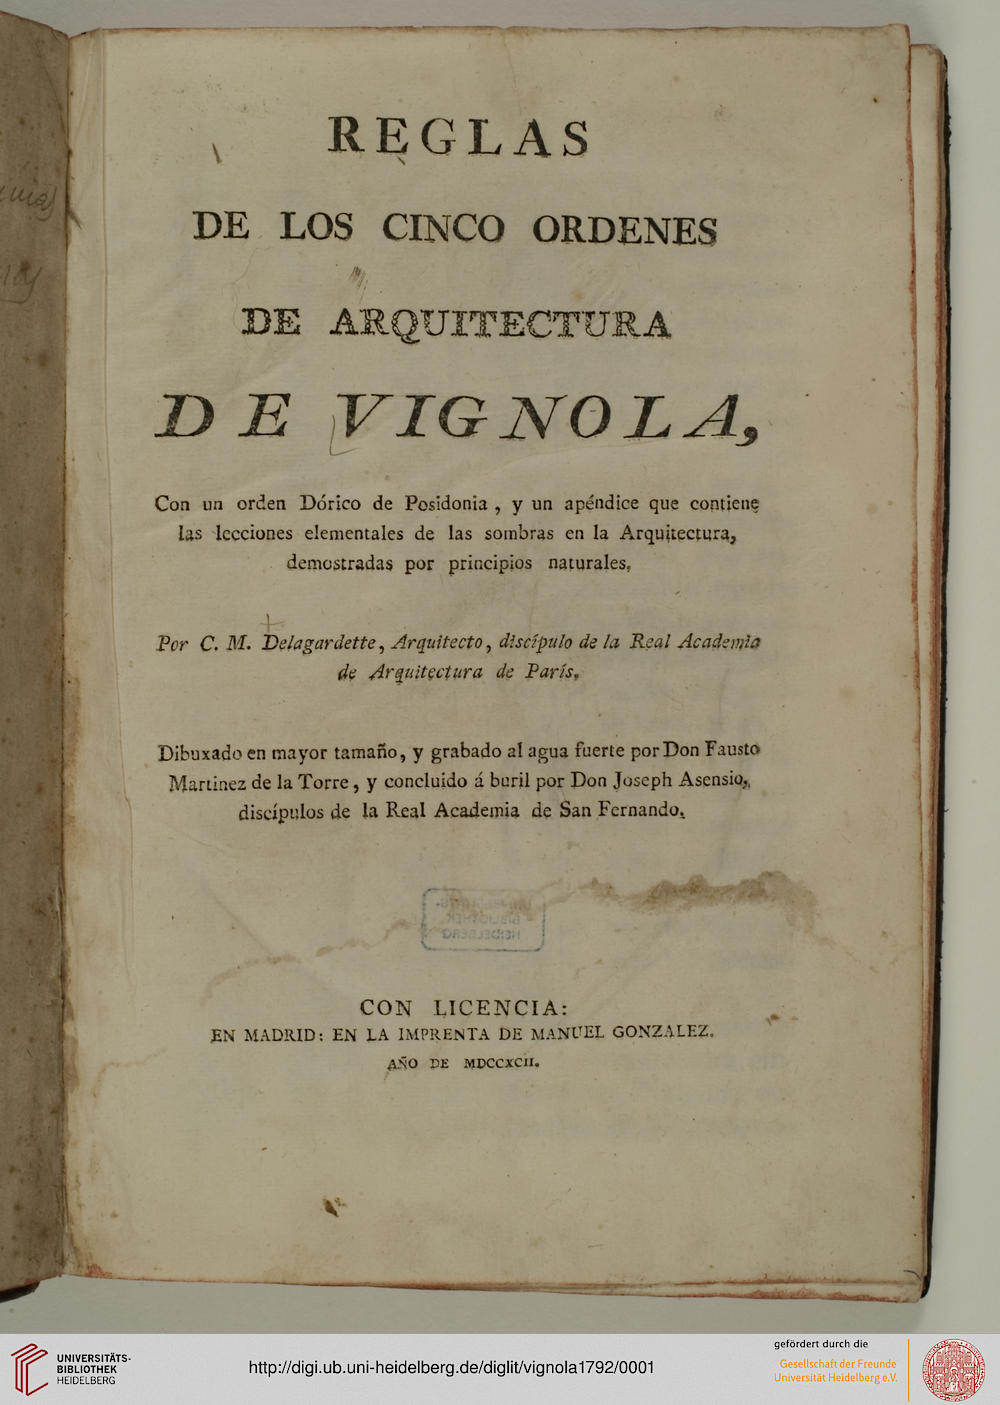 REGLAS
DE LOS CINCO ORDENES
DE ARQUITECTURA
DE VIGNOLA,
Con un orden Dórico de Posidonia , y un apéndice que contiene
las lecciones elementales de las sombras en la Arquitectura,
demostradas por principios naturales.
Por C. M. Delagardette, Arquitecto, discípulo de la Real Academia
de Arquitectura de París.
Dibuxado en mayor tamaño, y grabado al agua fuerte por Don Fausto
Martinez de la Torre, y concluido á buril por Don Joseph Asensio,
discípulos de la Real Academia de San Fernando.
BIBLIOTHEK
HEIDELBERG
CON LICENCIA:
EN MADRID: EN LA IMPRENTA DE MANUEL GONZALEZ.
AÑO DE MDCCXCII.
UNIVERSITÄTS-
BIBLIOTHEK
HEIDELBERG
http://digi.ub.uni-heidelberg.de/diglit/vignola1792/0001
gefördert durch die
Gesellschaft der Freunde
Universität Heidelberg e.V.